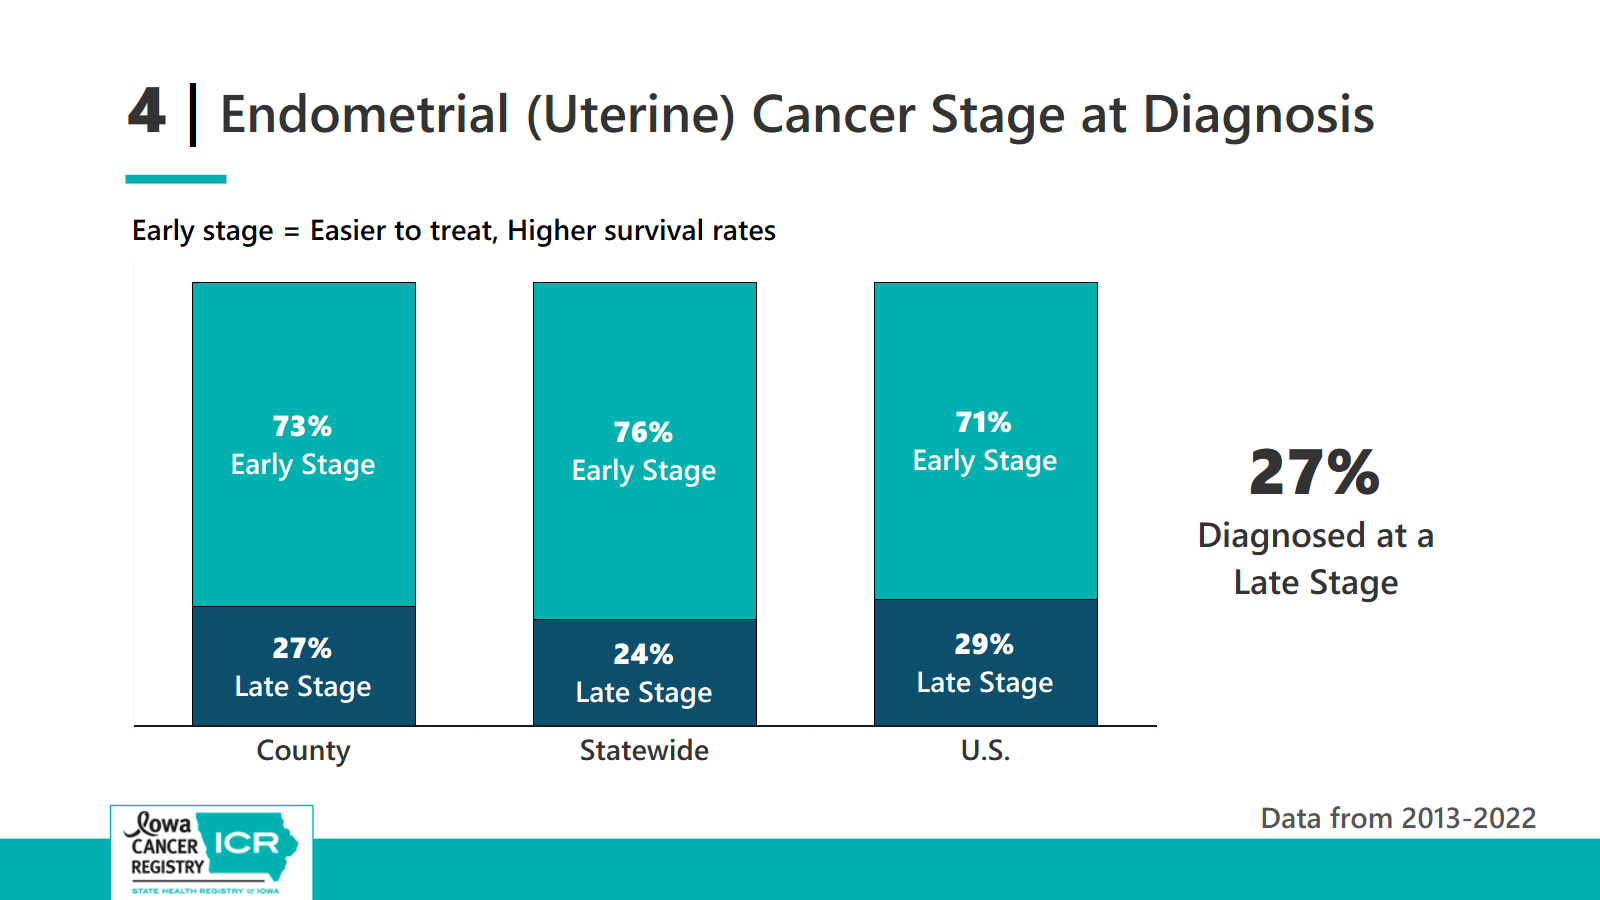 4 | Endometrial (Uterine) Cancer Stage at Diagnosis
Early stage = Easier to treat, Higher survival rates
73%
Early Stage
27%
Late Stage
County
76%
Early Stage
24%
Late Stage
Statewide
71%
Early Stage
29%
Late Stage
U.S.
27%
Diagnosed at a
Late Stage
Data from 2013-2022
Iowa
CANCER
REGISTRY
ICR
STATE HEALTH REGISTRY OF IOWA